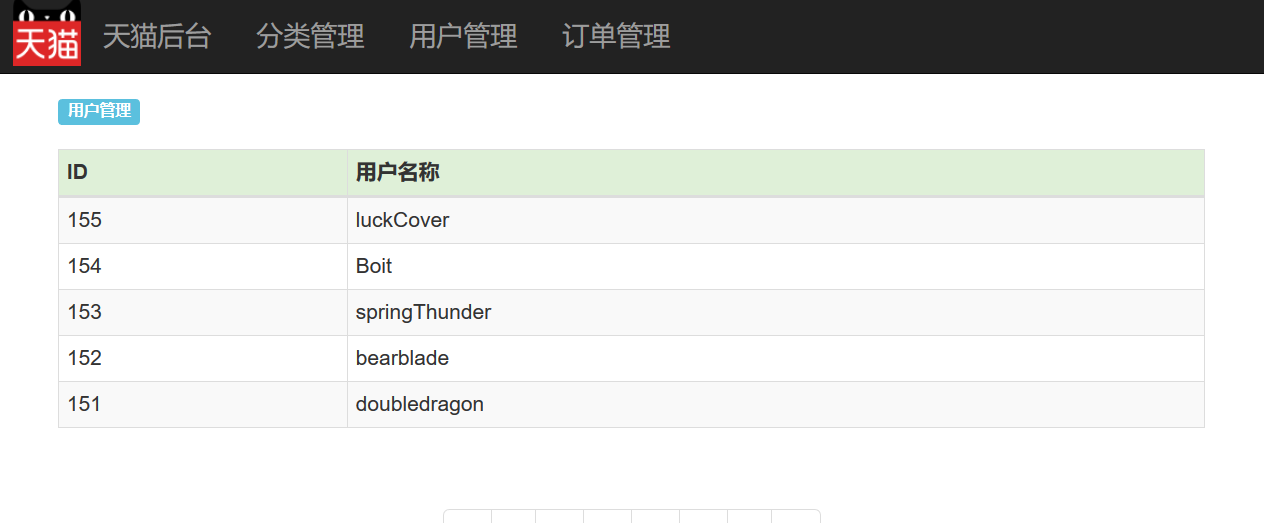 天猫 天猫后台 分类管理 用户管理 订单管理
用户管理
ID 用户名称
155 luckCover
154 Boit
153 springThunder
152 bearblade
151 doubledragon